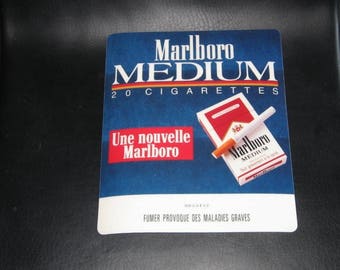 Marlboro
MEDIUM
20 CIGARETTES
Une nouvelle
Marlboro
Marlboro
MEDIUM
FUMER PROVOQUE DES MALADIES GRAVES